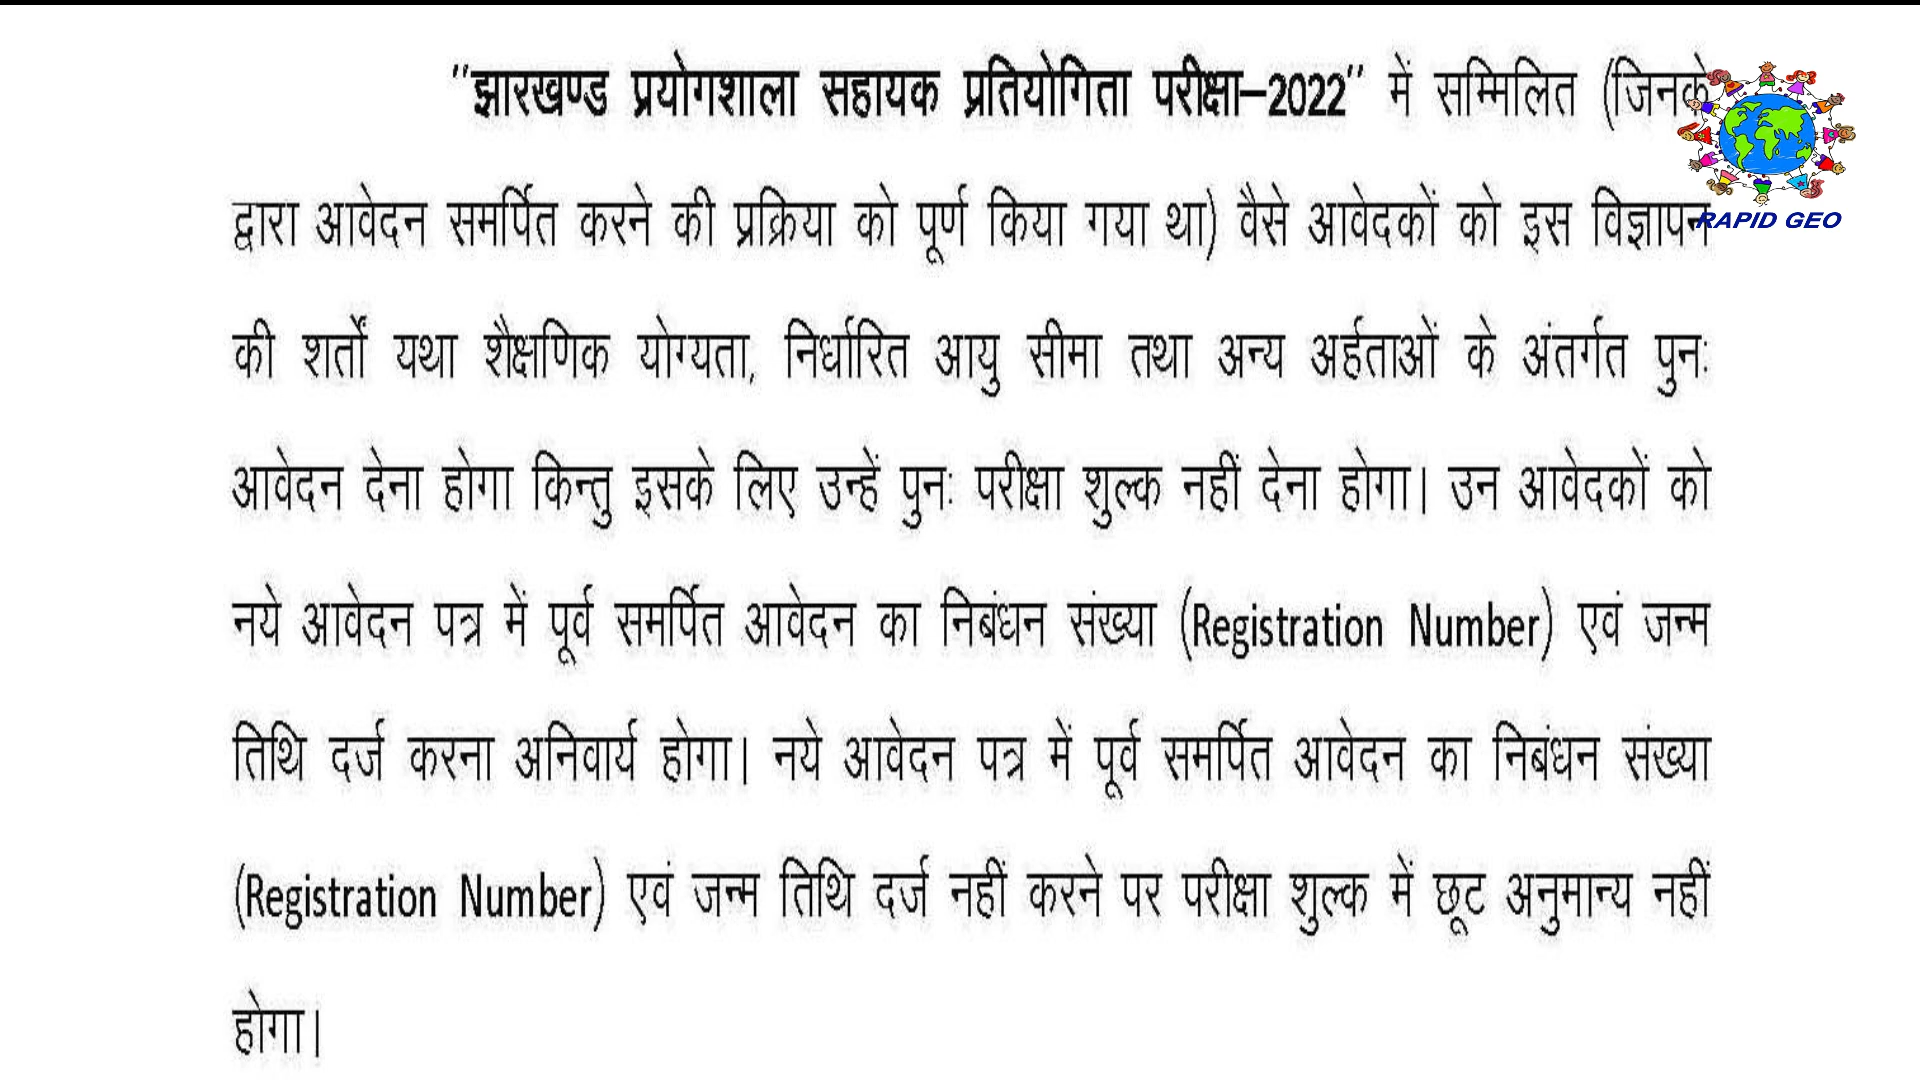 "झारखण्ड प्रयोगशाला सहायक प्रतियोगिता परीक्षा–2022" में सम्मिलित (जिनके
द्वारा आवेदन समर्पित करने की प्रक्रिया को पूर्ण किया गया था) वैसे आवेदकों को इस विज्ञापन
की शर्तों यथा शैक्षणिक योग्यता, निर्धारित आयु सीमा तथा अन्य अर्हताओं के अंतर्गत पुनः
आवेदन देना होगा किन्तु इसके लिए उन्हें पुनः परीक्षा शुल्क नहीं देना होगा। उन आवेदकों को
नये आवेदन पत्र में पूर्व समर्पित आवेदन का निबंधन संख्या (Registration Number) एवं जन्म
तिथि दर्ज करना अनिवार्य होगा। नये आवेदन पत्र में पूर्व समर्पित आवेदन का निबंधन संख्या
(Registration Number) एवं जन्म तिथि दर्ज नहीं करने पर परीक्षा शुल्क में छूट अनुमान्य नहीं
होगा।
RAPID GEO